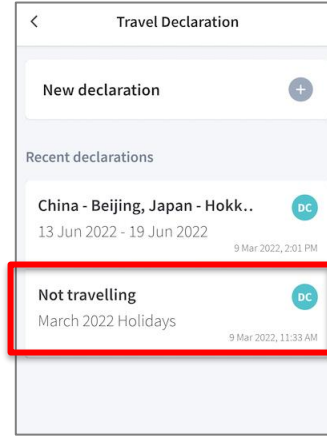 Travel Declaration
New declaration
Recent declarations
China - Beijing, Japan - Hokk..
DC
13 Jun 2022 - 19 Jun 2022
9 Mar 2022, 2:01 PM
Not travelling
DC
March 2022 Holidays
9 Mar 2022, 11:33 AM